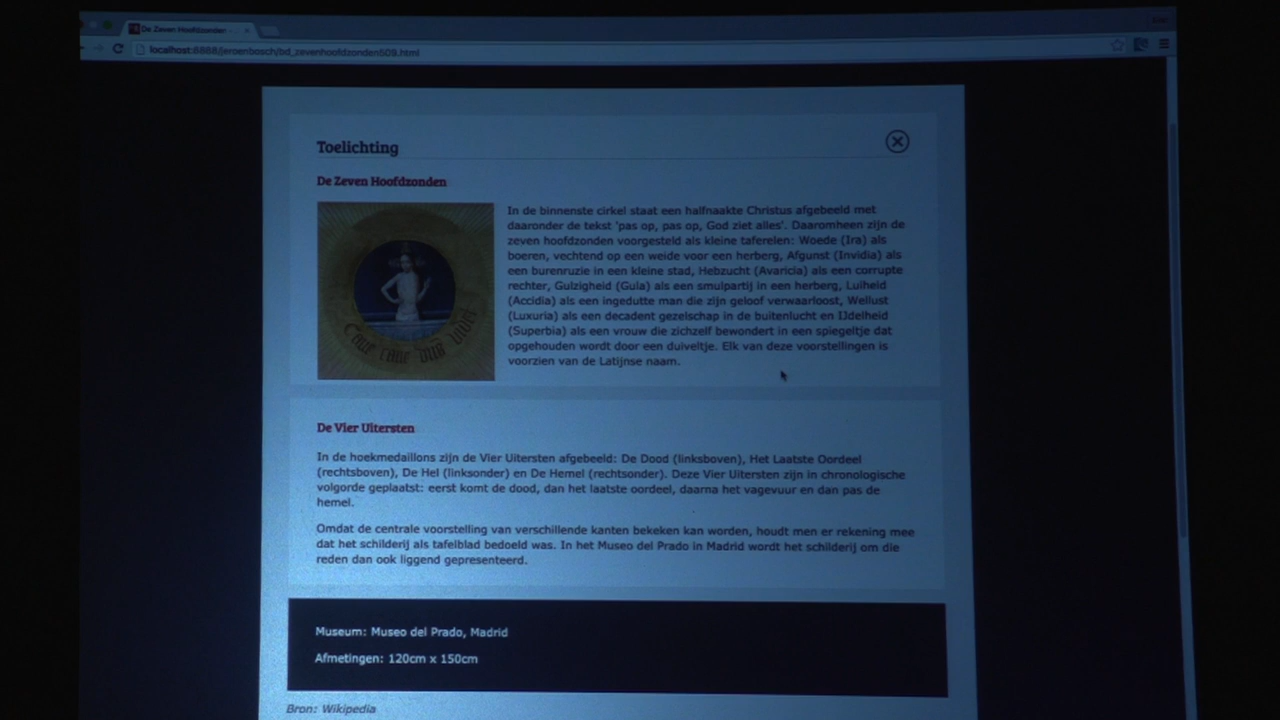 De Zeven Hoofdzonden - ...
localhost:8888/jeroenbosch/bd_zevenhoofdzonden509.html
Toelichting
De Zeven Hoofdzonden
In de binnenste cirkel staat een halfnaakte Christus afgebeeld met
daaronder de tekst 'pas op, pas op, God ziet alles'. Daaromheen zijn de
zeven hoofdzonden voorgesteld als kleine taferelen: Woede (Ira) als
boeren, vechtend op een weide voor een herberg, Afgunst (Invidia) als
een burenruzie in een kleine stad, Hebzucht (Avaricia) als een corrupte
rechter, Gulzigheid (Gula) als een smulpartij in een herberg, Luiheid
(Accidia) als een ingedutte man die zijn geloof verwaarloost, Wellust
(Luxuria) als een decadent gezelschap in de buitenlucht en IJdelheid
(Superbia) als een vrouw die zichzelf bewondert in een spiegeltje dat
opgehouden wordt door een duiveltje. Elk van deze voorstellingen is
voorzien van de Latijnse naam.
De Vier Uitersten
In de hoekmedaillons zijn de Vier Uitersten afgebeeld: De Dood (linksboven), Het Laatste Oordeel
(rechtsboven), De Hel (linksonder) en De Hemel (rechtsonder). Deze Vier Uitersten zijn in chronologische
volgorde geplaatst: eerst komt de dood, dan het laatste oordeel, daarna het vagevuur en dan pas de
hemel.
Omdat de centrale voorstelling van verschillende kanten bekeken kan worden, houdt men er rekening mee
dat het schilderij als tafelblad bedoeld was. In het Museo del Prado in Madrid wordt het schilderij om die
reden dan ook liggend gepresenteerd.
Museum: Museo del Prado, Madrid
Afmetingen: 120cm x 150cm
Bron: Wikipedia